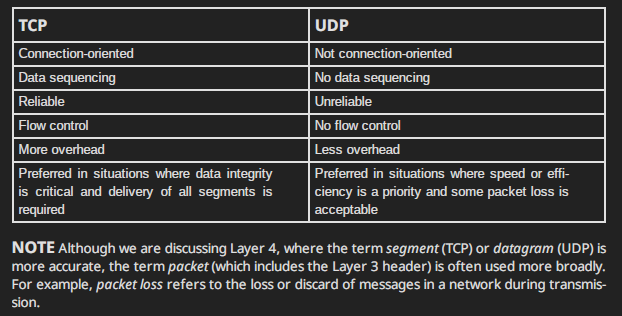 TCP UDP
Connection-oriented Not connection-oriented
Data sequencing No data sequencing
Reliable Unreliable
Flow control No flow control
More overhead Less overhead
Preferred in situations where data integrity
is critical and delivery of all segments is
required
Preferred in situations where speed or effi-
ciency is a priority and some packet loss is
acceptable
NOTE Although we are discussing Layer 4, where the term segment (TCP) or datagram (UDP) is
more accurate, the term packet (which includes the Layer 3 header) is often used more broadly.
For example, packet loss refers to the loss or discard of messages in a network during transmis-
sion.